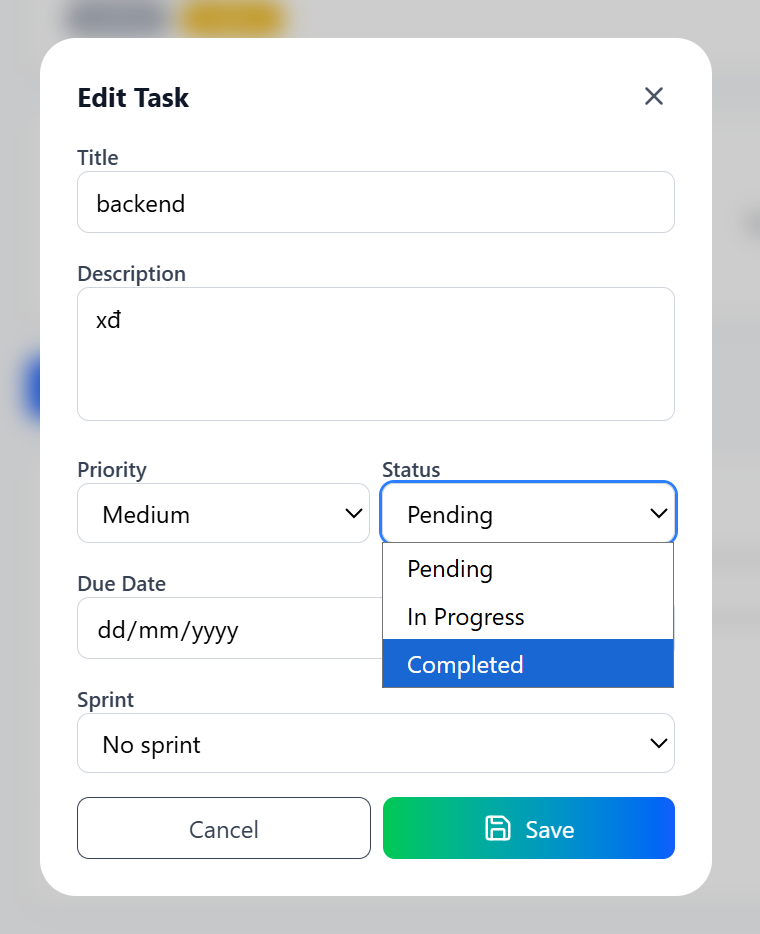 Edit Task
Title
backend
Description
xđ
Priority
Status
Medium
Pending
Pending
In Progress
Completed
Due Date
dd/mm/yyyy
Sprint
No sprint
Cancel
Save